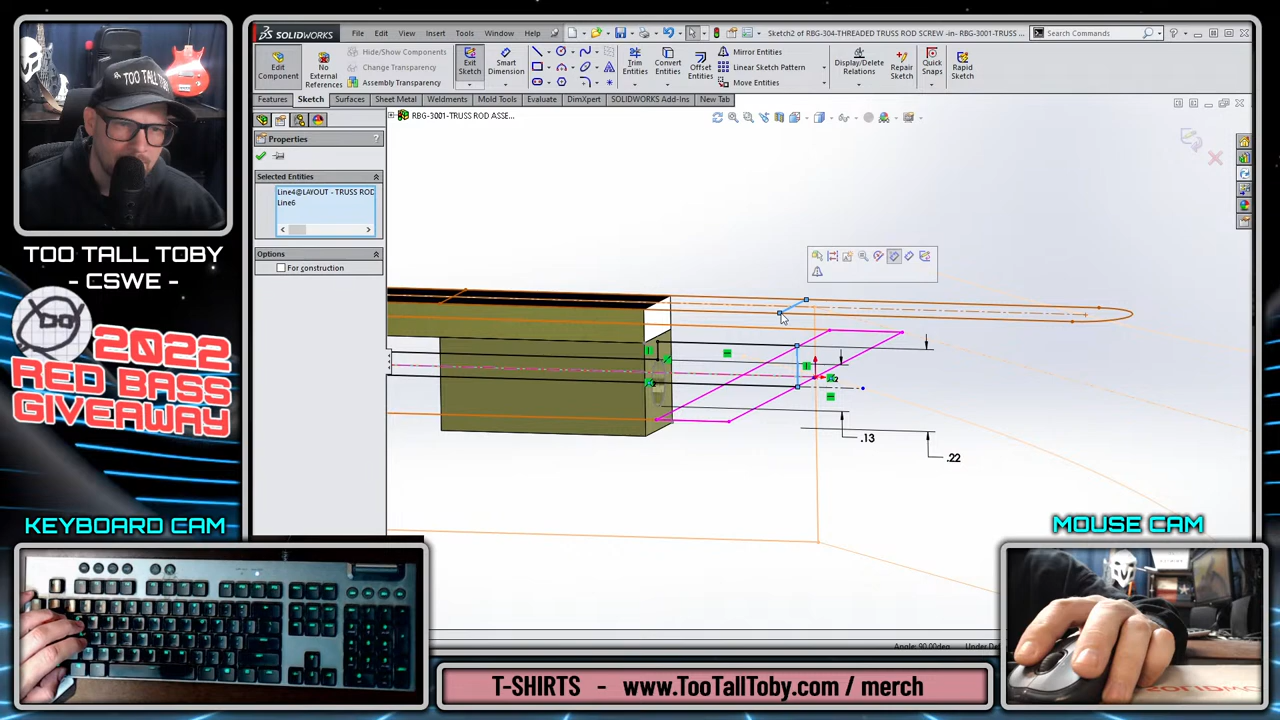 SOLIDWORKS File Edit View Insert Tools Window Help Sketch2 of RBG-304-THREADED TRUSS ROD SCREW -in- RBG-3001-TRUSS ... Search Commands
Edit Component
No External References
Hide/Show Components
Change Transparency
Assembly Transparency
Exit Sketch
Smart Dimension
Trim Entities
Convert Entities
Offset Entities
Mirror Entities
Linear Sketch Pattern
Move Entities
Display/Delete Relations
Repair Sketch
Quick Snaps
Rapid Sketch
Features Sketch Surfaces Sheet Metal Weldments Mold Tools Evaluate DimXpert SOLIDWORKS Add-Ins New Tab
RBG-3001-TRUSS ROD ASSE...
Properties ?
Selected Entities
Line4@LAYOUT - TRUSS ROD
Line6
Options
For construction
.13
.22
Angle: 90.00deg Under De
TOO TALL TOBY
- CSWE -
2022
RED BASS
GIVEAWAY
KEYBOARD CAM
MOUSE CAM
T-SHIRTS - www.TooTallToby.com / merch